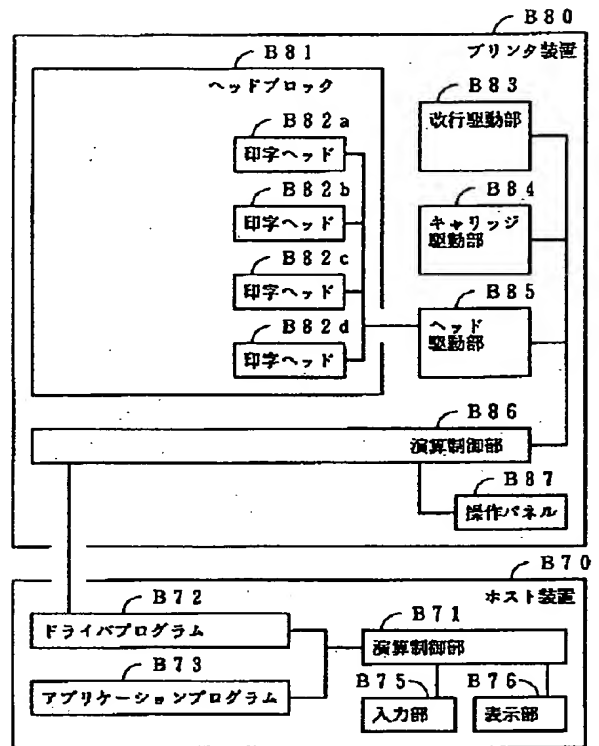 B80
プリンタ装置
B81
ヘッドブロック
B82a
印字ヘッド
B82b
印字ヘッド
B82c
印字ヘッド
B82d
印字ヘッド
B83
改行駆動部
B84
キャリッジ
駆動部
B85
ヘッド
駆動部
B86
演算制御部
B87
操作パネル
B70
ホスト装置
B72
ドライバプログラム
B71
演算制御部
B73
アプリケーションプログラム
B75
入力部
B76
表示部